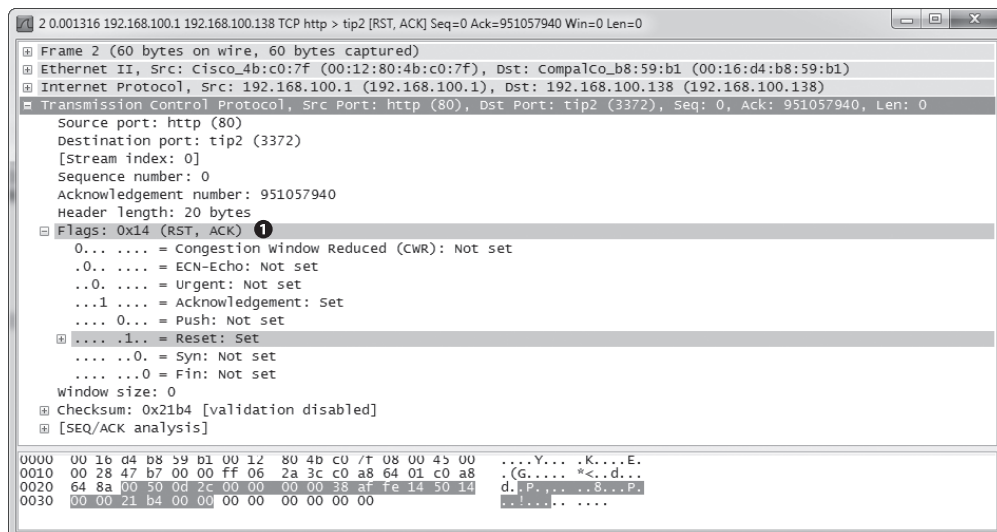 2 0.001316 192.168.100.1 192.168.100.138 TCP http > tip2 [RST, ACK] Seq=0 Ack=951057940 Win=0 Len=0
Frame 2 (60 bytes on wire, 60 bytes captured)
Ethernet II, Src: Cisco_4b:c0:7f (00:12:80:4b:c0:7f), Dst: CompalCo_b8:59:b1 (00:16:d4:b8:59:b1)
Internet Protocol, Src: 192.168.100.1 (192.168.100.1), Dst: 192.168.100.138 (192.168.100.138)
Transmission Control Protocol, Src Port: http (80), Dst Port: tip2 (3372), Seq: 0, Ack: 951057940, Len: 0
Source port: http (80)
Destination port: tip2 (3372)
[Stream index: 0]
Sequence number: 0
Acknowledgement number: 951057940
Header length: 20 bytes
Flags: 0x14 (RST, ACK) ❶
0... .... = Congestion Window Reduced (CWR): Not set
.0.. .... = ECN-Echo: Not set
..0. .... = Urgent: Not set
...1 .... = Acknowledgement: Set
.... 0... = Push: Not set
.... .1.. = Reset: Set
.... ..0. = Syn: Not set
.... ...0 = Fin: Not set
Window size: 0
Checksum: 0x21b4 [validation disabled]
[SEQ/ACK analysis]
0000 00 16 d4 b8 59 b1 00 12 80 4b c0 7f 08 00 45 00 ....Y... .K....E.
0010 00 28 47 b7 00 00 ff 06 2a 3c c0 a8 64 01 c0 a8 .(G..... *<..d...
0020 64 8a 00 50 0d 2c 00 00 00 00 38 af fe 14 50 14 d..P.,.. ..8...P.
0030 00 00 21 b4 00 00 00 00 00 00 00 00 ..!..... ....